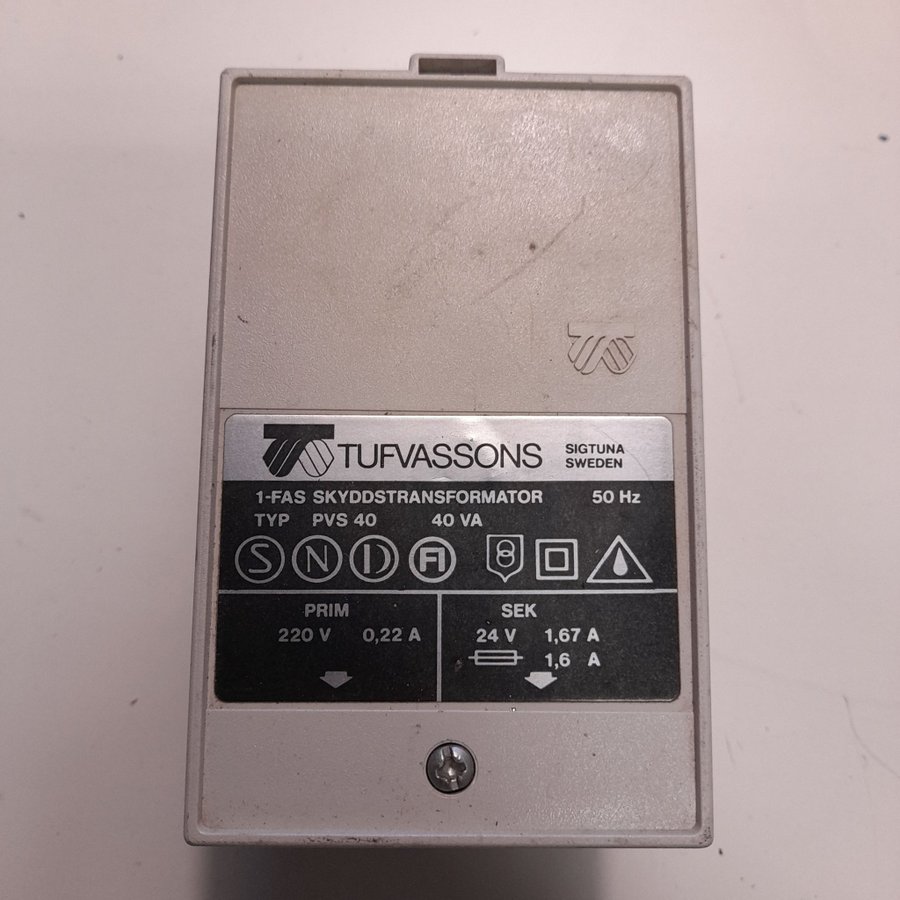 TUFVASSONS SIGTUNA SWEDEN
1-FAS SKYDDSTRANSFORMATOR 50 Hz
TYP PVS 40 40 VA
S N D FI
PRIM
220 V 0,22 A
SEK
24 V 1,67 A
1,6 A